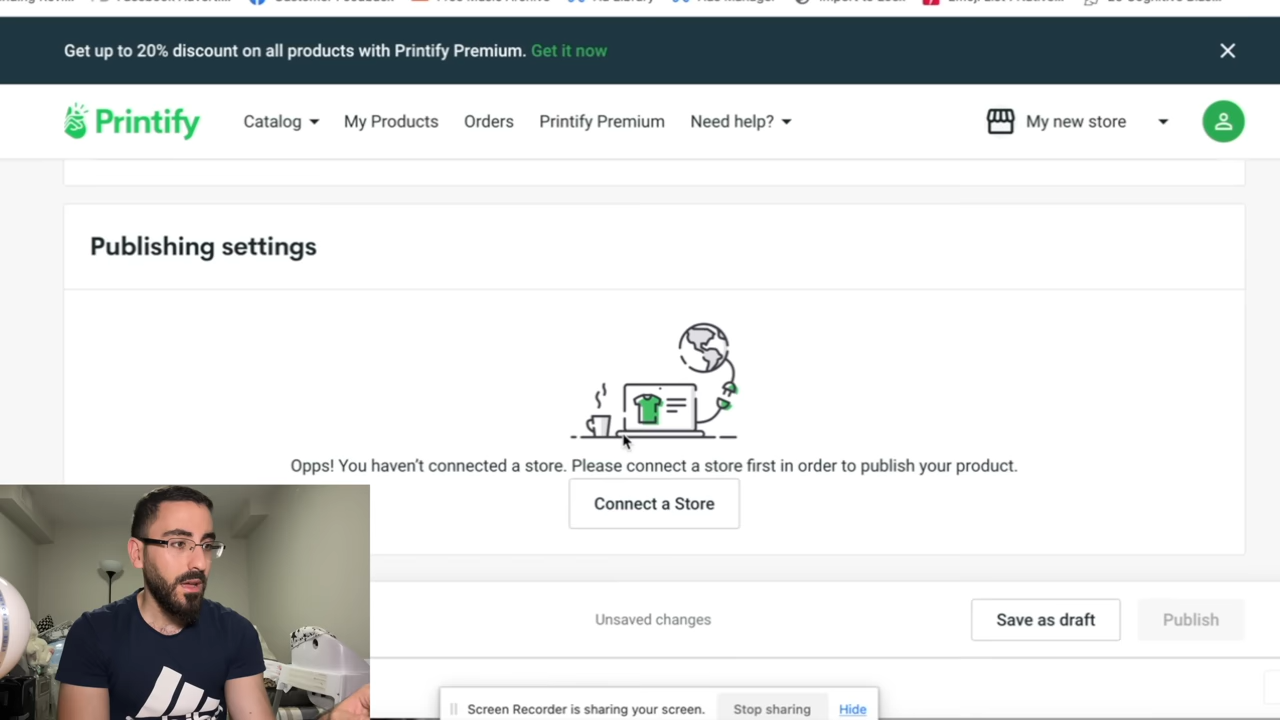 Get up to 20% discount on all products with Printify Premium. Get it now
Printify Catalog My Products Orders Printify Premium Need help? My new store
Publishing settings
Opps! You haven't connected a store. Please connect a store first in order to publish your product.
Connect a Store
Unsaved changes Save as draft Publish
Screen Recorder is sharing your screen. Stop sharing Hide